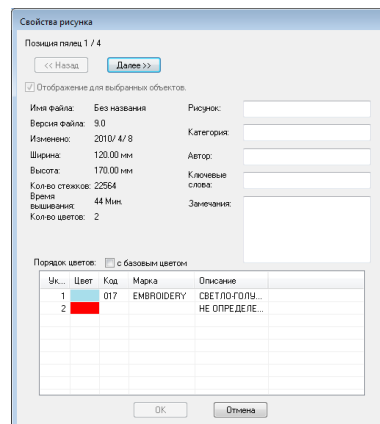 Свойства рисунка
Позиция пялец 1 / 4
<< Назад Далее >>
Отображение для выбранных объектов.
Имя файла: Без названия Рисунок:
Версия файла: 9.0
Изменено: 2010/ 4/ 8 Категория:
Ширина: 120.00 мм Автор:
Высота: 170.00 мм Ключевые
Кол-во стежков: 22564 слова:
Время
вышивания: 44 Мин. Замечания:
Кол-во цветов: 2
Порядок цветов: с базовым цветом
Ук... Цвет Код Марка Описание
1 017 EMBROIDERY СВЕТЛО-ГОЛУ...
2 НЕ ОПРЕДЕЛЕ...
OK Отмена